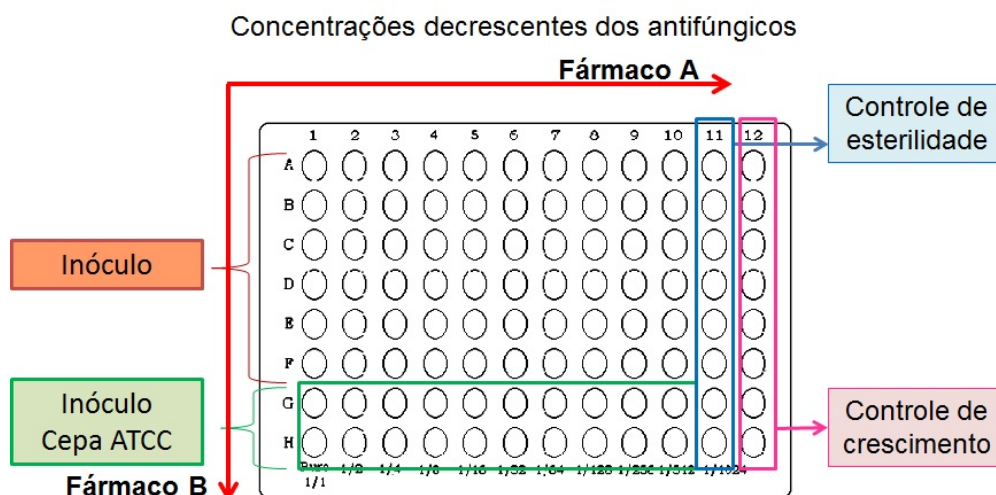 Concentrações decrescentes dos antifúngicos
Fármaco A
Controle de
esterilidade
1 2 3 4 5 6 7 8 9 10 11 12
A
B
C
D
E
F
G
H
Inóculo
Inóculo
Cepa ATCC
Controle de
crescimento
1/2 1/4 1/8 1/16 1/32 1/64 1/128 1/256 1/512 1/1024
1/1
Fármaco B